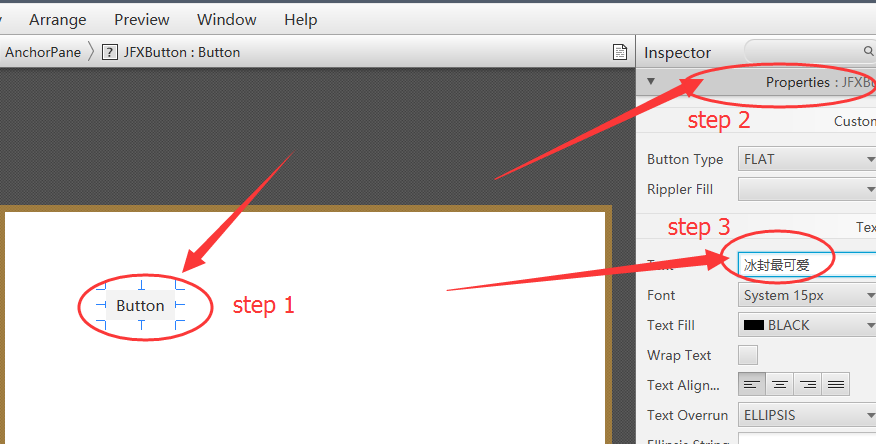 Arrange Preview Window Help
AnchorPane ? JFXButton : Button
Inspector
Properties : JFXBu
step 2
Custom
Button Type FLAT
Rippler Fill
step 3
Tex
Text 冰封最可爱
Button
step 1
Font System 15px
Text Fill BLACK
Wrap Text
Text Align...
Text Overrun ELLIPSIS
Ellipsis String